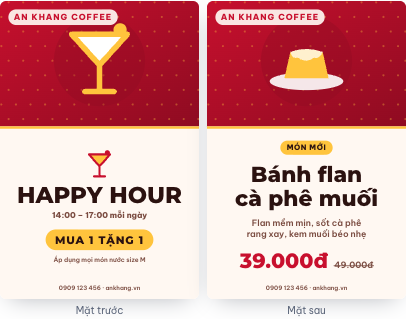 AN KHANG COFFEE
HAPPY HOUR
14:00 – 17:00 mỗi ngày
MUA 1 TẶNG 1
Áp dụng mọi món nước size M
0909 123 456 · ankhang.vn
Mặt trước
AN KHANG COFFEE
MÓN MỚI
Bánh flan
cà phê muối
Flan mềm mịn, sốt cà phê
rang xay, kem muối béo nhẹ
39.000đ 49.000đ
0909 123 456 · ankhang.vn
Mặt sau